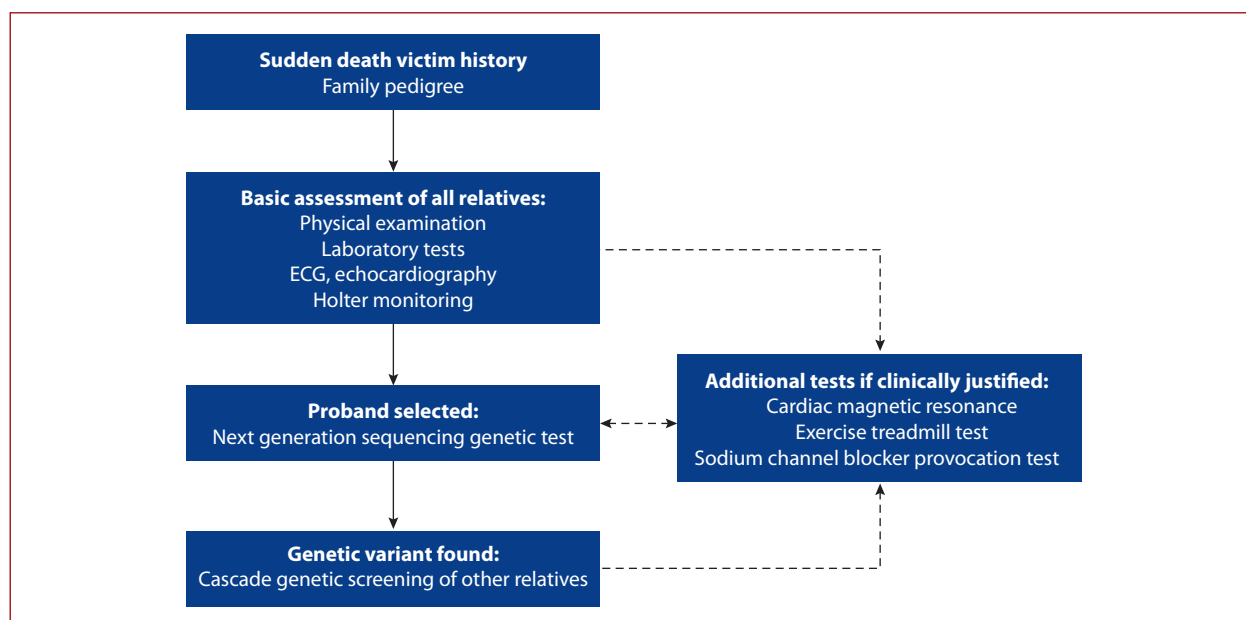 Sudden death victim history
Family pedigree
Basic assessment of all relatives:
Physical examination
Laboratory tests
ECG, echocardiography
Holter monitoring
Proband selected:
Next generation sequencing genetic test
Additional tests if clinically justified:
Cardiac magnetic resonance
Exercise treadmill test
Sodium channel blocker provocation test
Genetic variant found:
Cascade genetic screening of other relatives